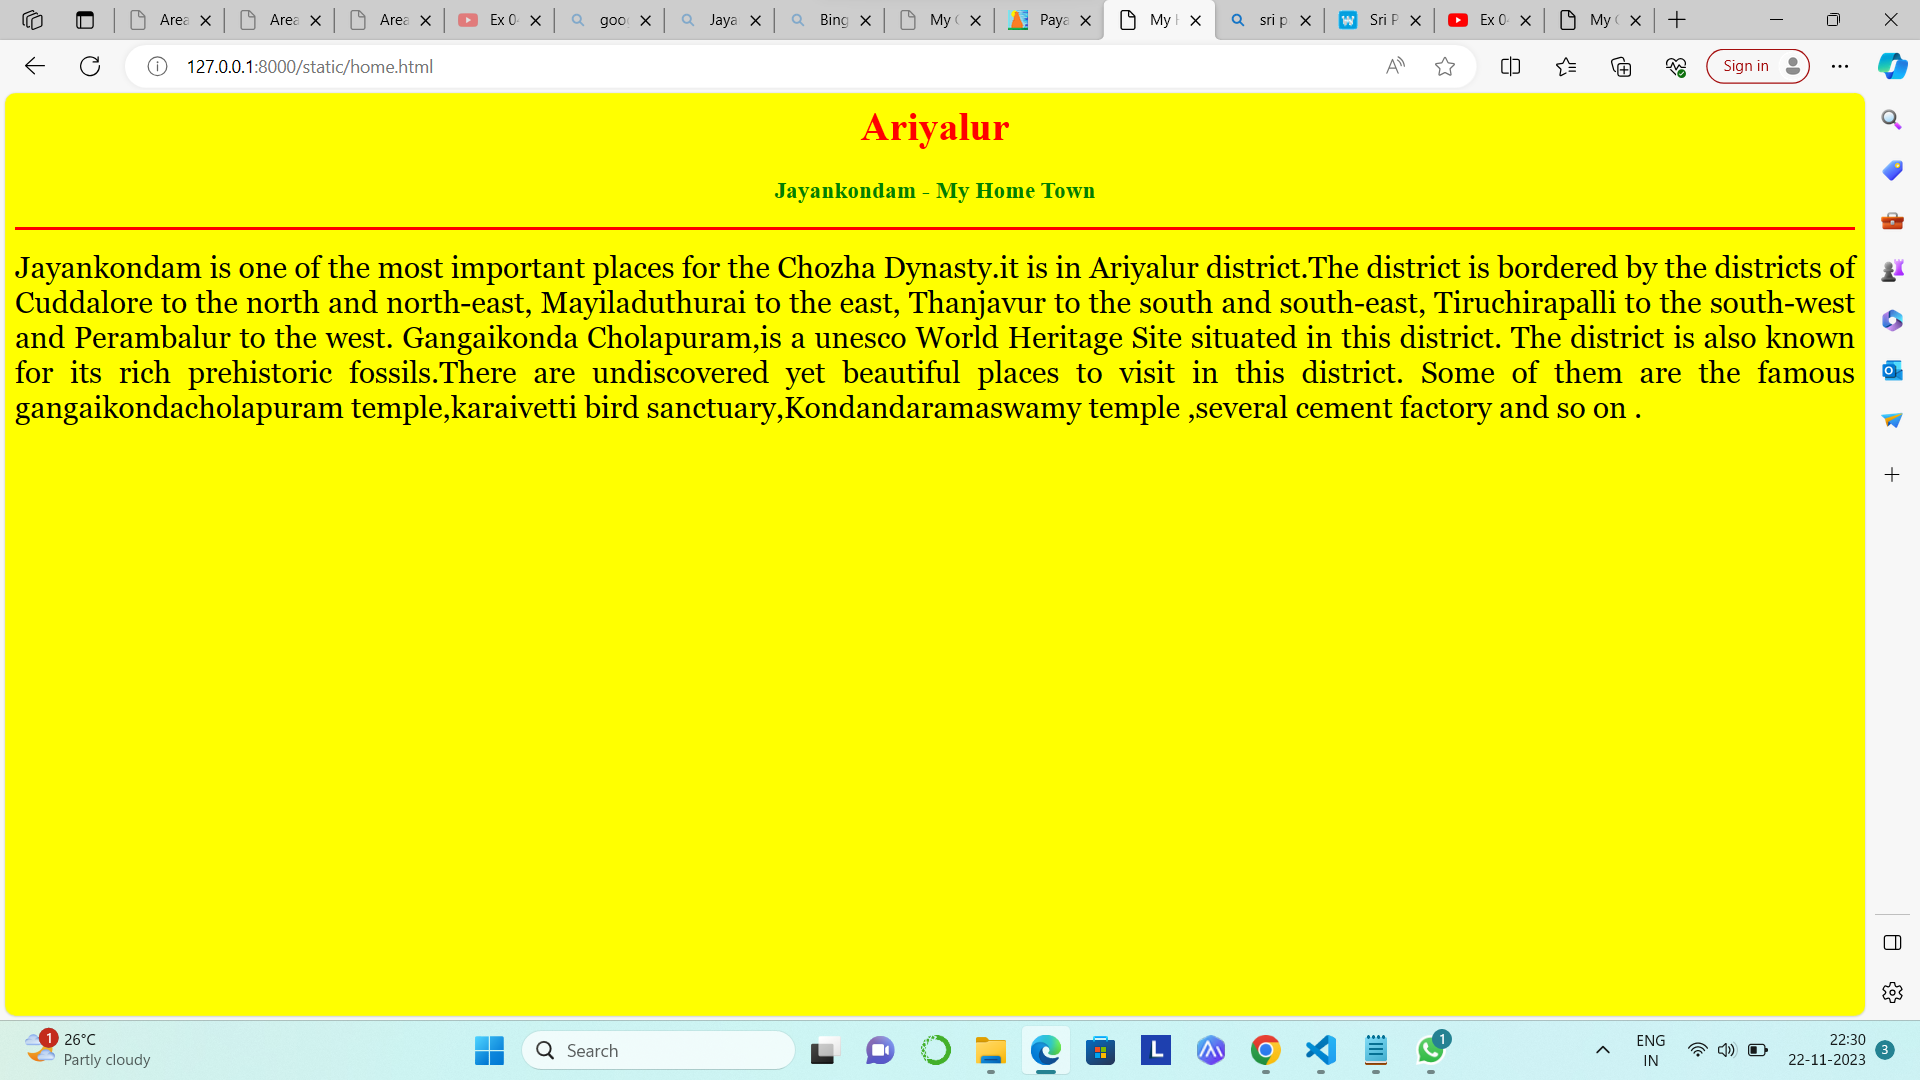 Area
Area
Area
Ex 0
goo
Jaya
Bing
My
Paya
My
sri p
Sri P
Ex 0
My
127.0.0.1:8000/static/home.html
Sign in
Ariyalur
Jayankondam - My Home Town
Jayankondam is one of the most important places for the Chozha Dynasty.it is in Ariyalur district.The district is bordered by the districts of
Cuddalore to the north and north-east, Mayiladuthurai to the east, Thanjavur to the south and south-east, Tiruchirapalli to the south-west
and Perambalur to the west. Gangaikonda Cholapuram,is a unesco World Heritage Site situated in this district. The district is also known
for its rich prehistoric fossils.There are undiscovered yet beautiful places to visit in this district. Some of them are the famous
gangaikondacholapuram temple,karaivetti bird sanctuary,Kondandaramaswamy temple ,several cement factory and so on .
1
26°C
Partly cloudy
Search
L
1
ENG
IN
22:30
22-11-2023
3